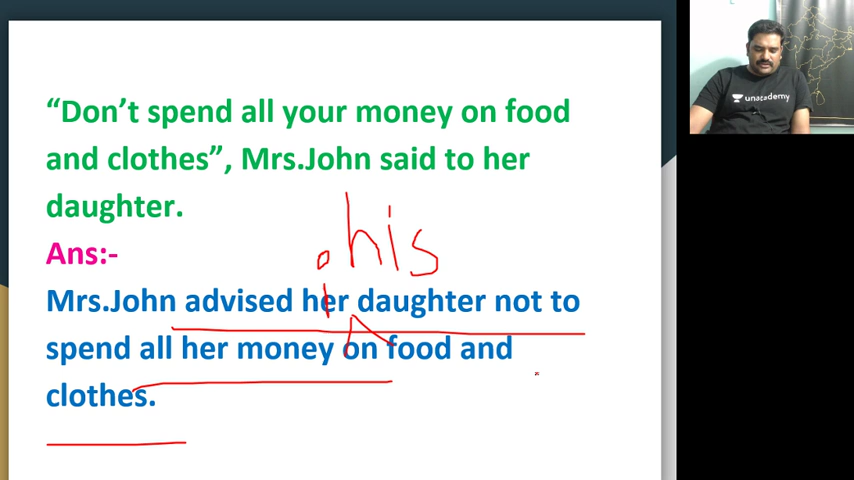 “Don’t spend all your money on food
and clothes”, Mrs.John said to her
daughter.
Ans:-
his
Mrs.John advised her daughter not to
spend all her money on food and
clothes.
unacademy